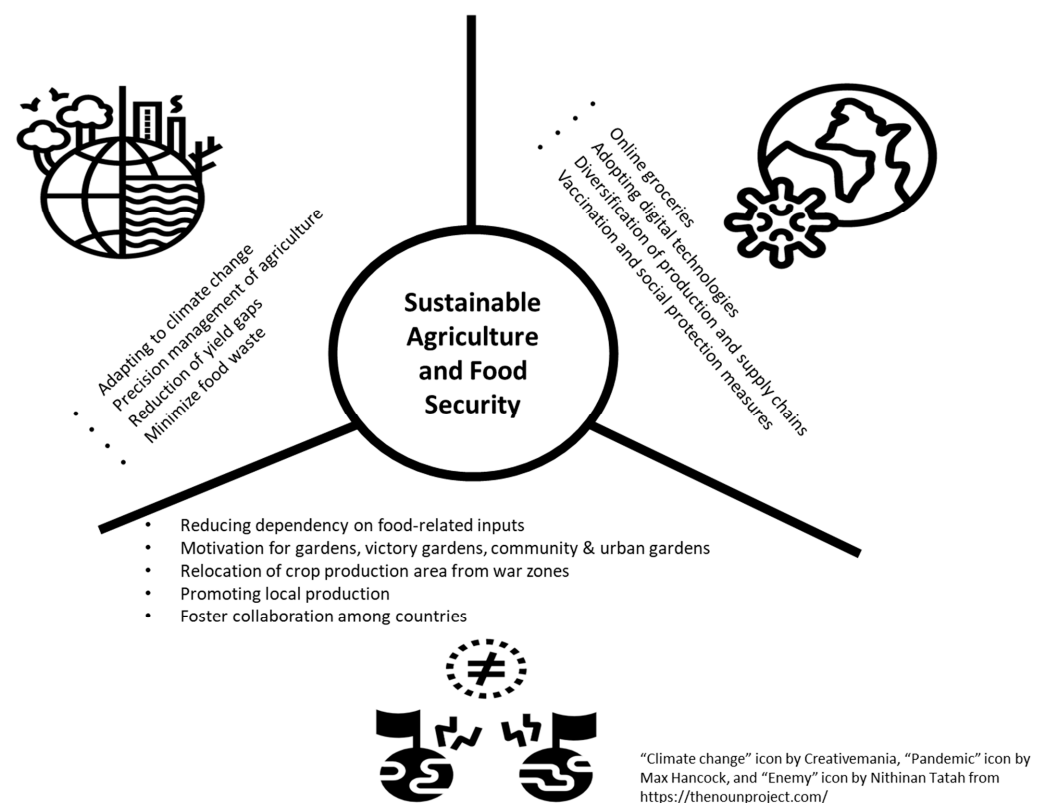 Sustainable
Agriculture
and Food
Security
Adapting to climate change
Precision management of agriculture
Reduction of yield gaps
Minimize food waste
Online groceries
Adopting digital technologies
Diversification of production and supply chains
Vaccination and social protection measures
• Reducing dependency on food-related inputs
• Motivation for gardens, victory gardens, community & urban gardens
• Relocation of crop production area from war zones
• Promoting local production
• Foster collaboration among countries
≠
“Climate change” icon by Creativemania, “Pandemic” icon by
Max Hancock, and “Enemy” icon by Nithinan Tatah from
https://thenounproject.com/